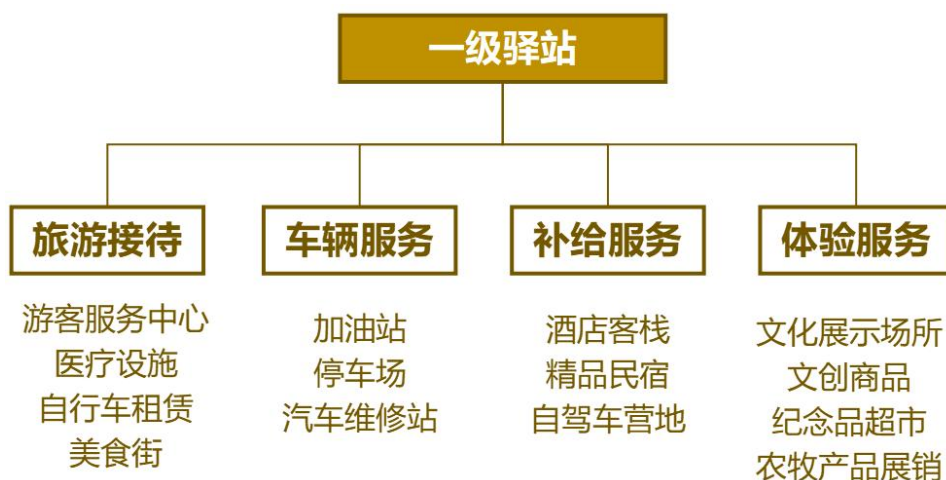 一级驿站
旅游接待
游客服务中心
医疗设施
自行车租赁
美食街
车辆服务
加油站
停车场
汽车维修站
补给服务
酒店客栈
精品民宿
自驾车营地
体验服务
文化展示场所
文创商品
纪念品超市
农牧产品展销